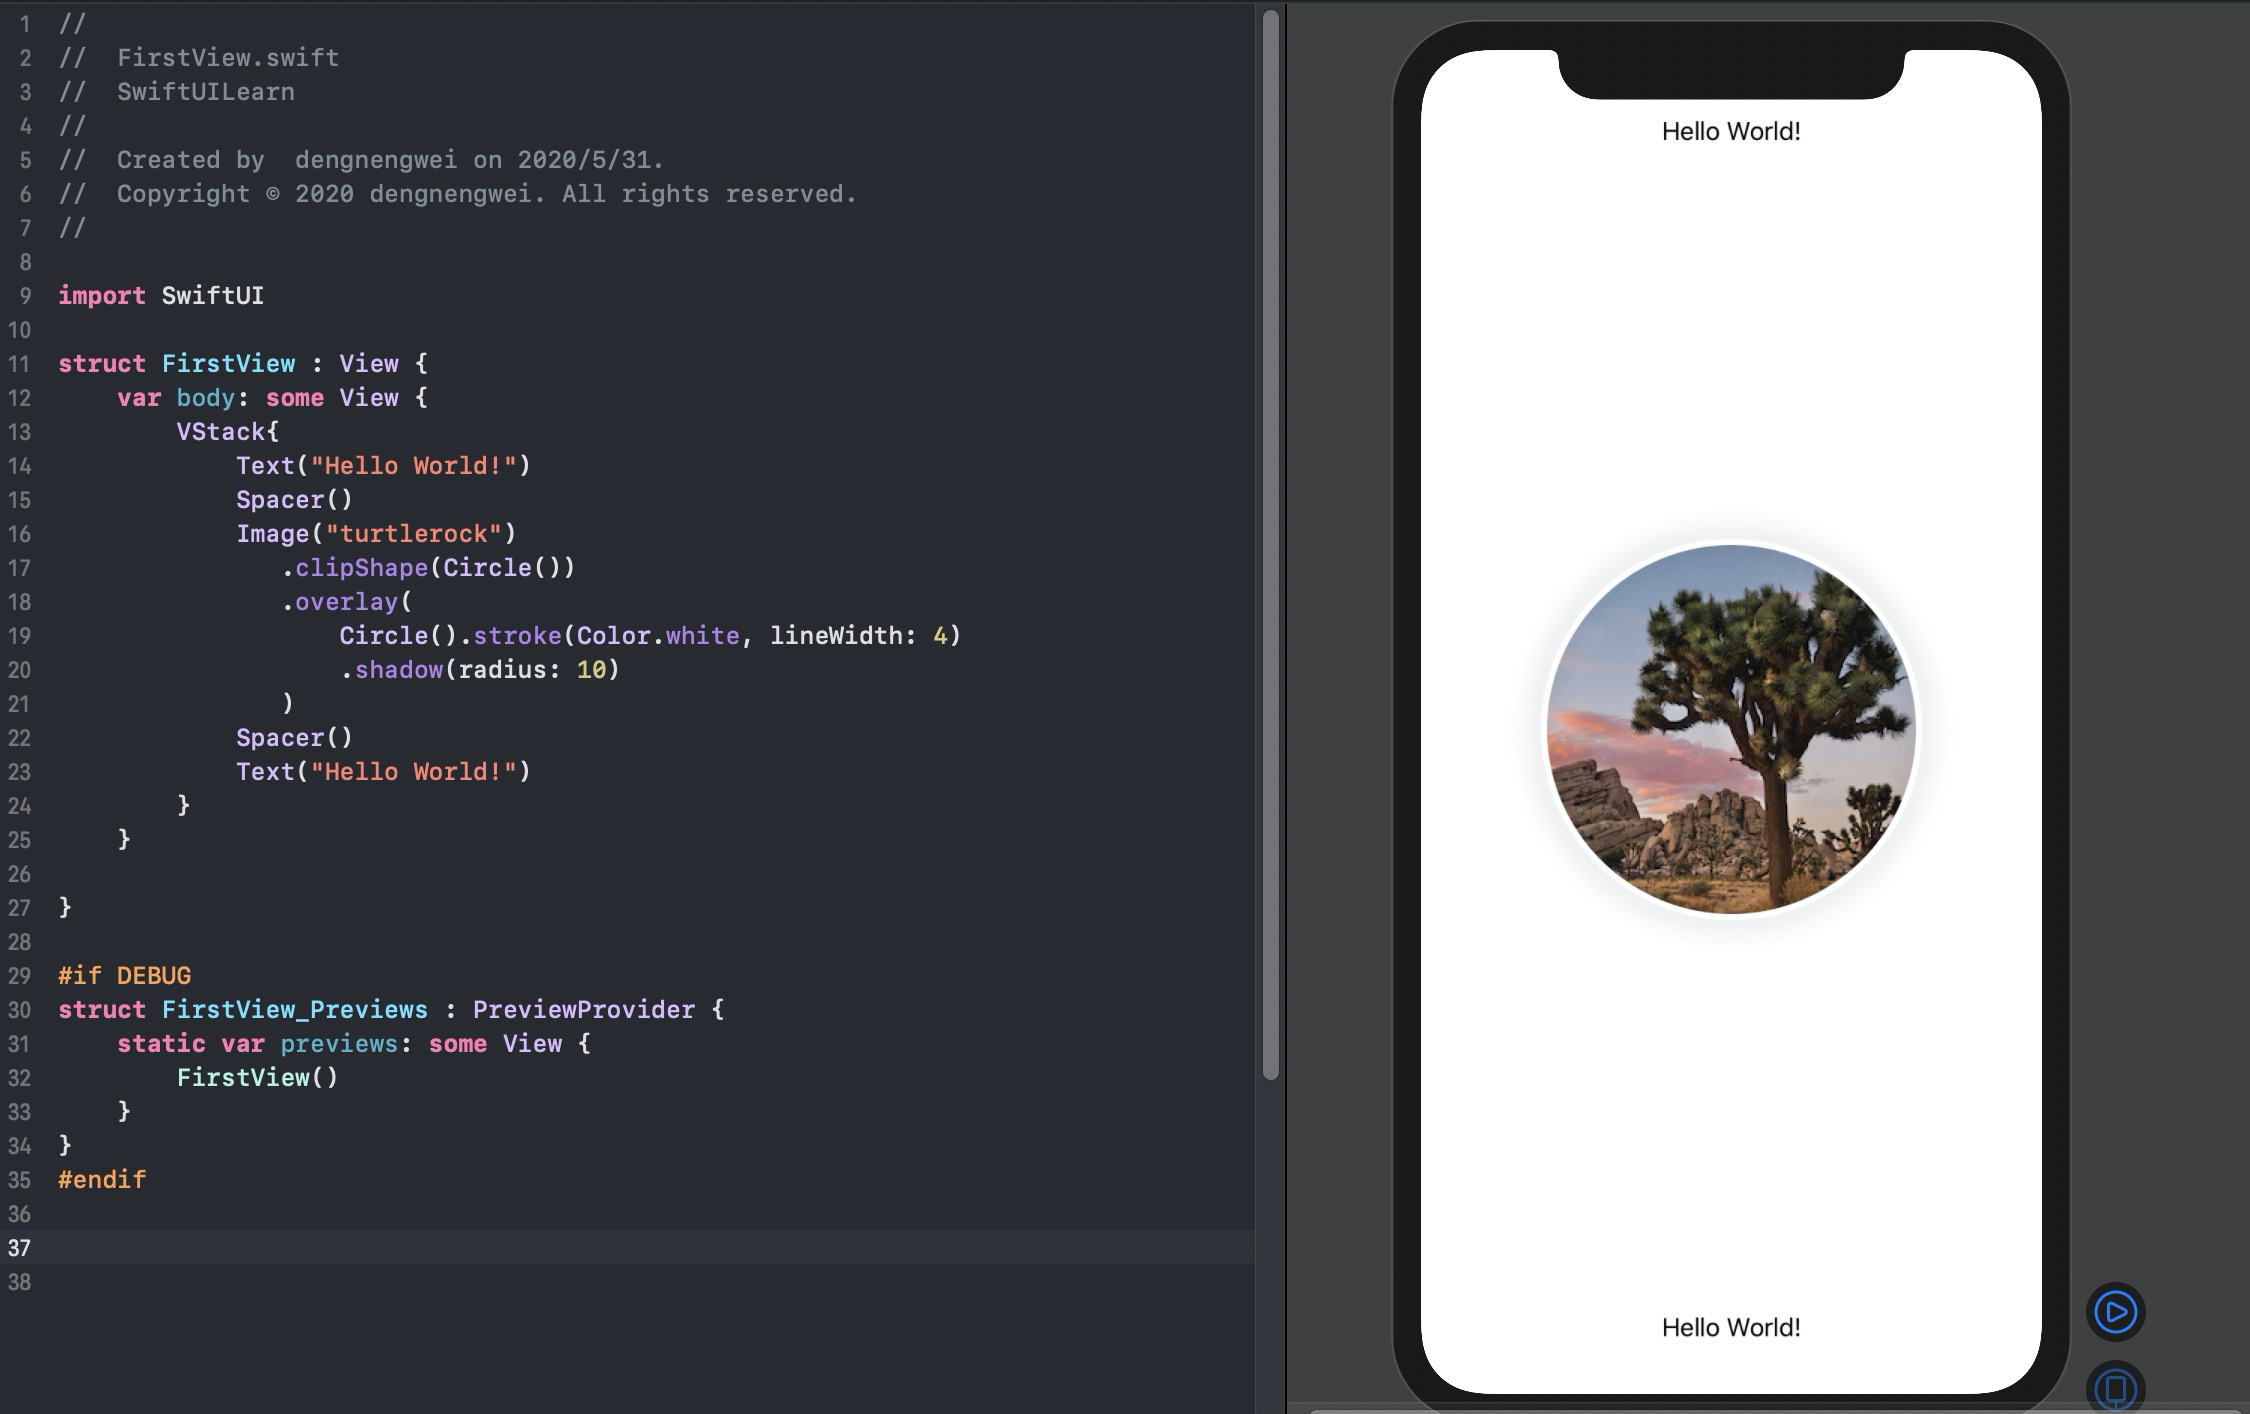 1 //
2 //  FirstView.swift
3 //  SwiftUILearn
4 //
5 //  Created by  dengnengwei on 2020/5/31.
6 //  Copyright © 2020 dengnengwei. All rights reserved.
7 //
8
9 import SwiftUI
10
11 struct FirstView : View {
12     var body: some View {
13         VStack{
14             Text("Hello World!")
15             Spacer()
16             Image("turtlerock")
17                .clipShape(Circle())
18                .overlay(
19                    Circle().stroke(Color.white, lineWidth: 4)
20                    .shadow(radius: 10)
21                )
22             Spacer()
23             Text("Hello World!")
24         }
25     }
26
27 }
28
29 #if DEBUG
30 struct FirstView_Previews : PreviewProvider {
31     static var previews: some View {
32         FirstView()
33     }
34 }
35 #endif
36
37
38
Hello World!
Hello World!